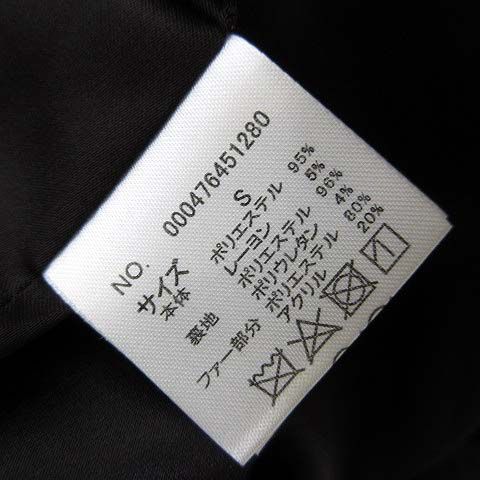 NO. 000476451280
サイズ S
本体 ポリエステル 95%
レーヨン 5%
裏地 ポリエステル 96%
ポリウレタン 4%
ファー部分 ポリエステル 80%
アクリル 20%